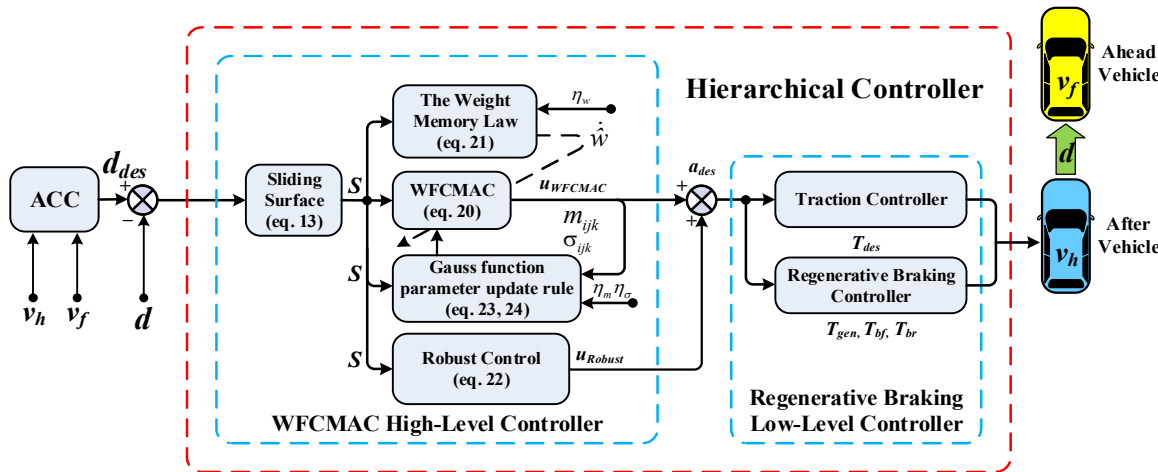 Hierarchical Controller
Ahead
Vehicle
v_f
d
After
Vehicle
v_h
ACC
v_h
v_f
d_des
+
−
d
Sliding
Surface
(eq. 13)
S
S
S
The Weight
Memory Law
(eq. 21)
η_w
ŵ̇
WFCMAC
(eq. 20)
u_WFCMAC
m_ijk
σ_ijk
Gauss function
parameter update rule
(eq. 23, 24)
η_m η_σ
Robust Control
(eq. 22)
u_Robust
WFCMAC High-Level Controller
a_des
+
+
Traction Controller
T_des
Regenerative Braking
Controller
T_gen, T_bf, T_br
Regenerative Braking
Low-Level Controller